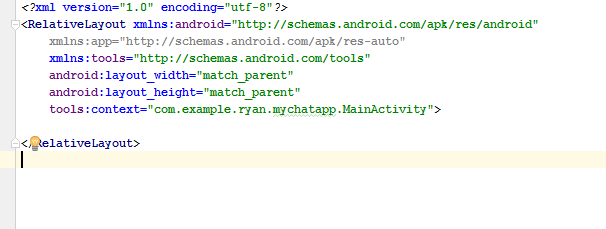 <?xml version="1.0" encoding="utf-8"?>
<RelativeLayout xmlns:android="http://schemas.android.com/apk/res/android"
    xmlns:app="http://schemas.android.com/apk/res-auto"
    xmlns:tools="http://schemas.android.com/tools"
    android:layout_width="match_parent"
    android:layout_height="match_parent"
    tools:context="com.example.ryan.mychatapp.MainActivity">
</RelativeLayout>